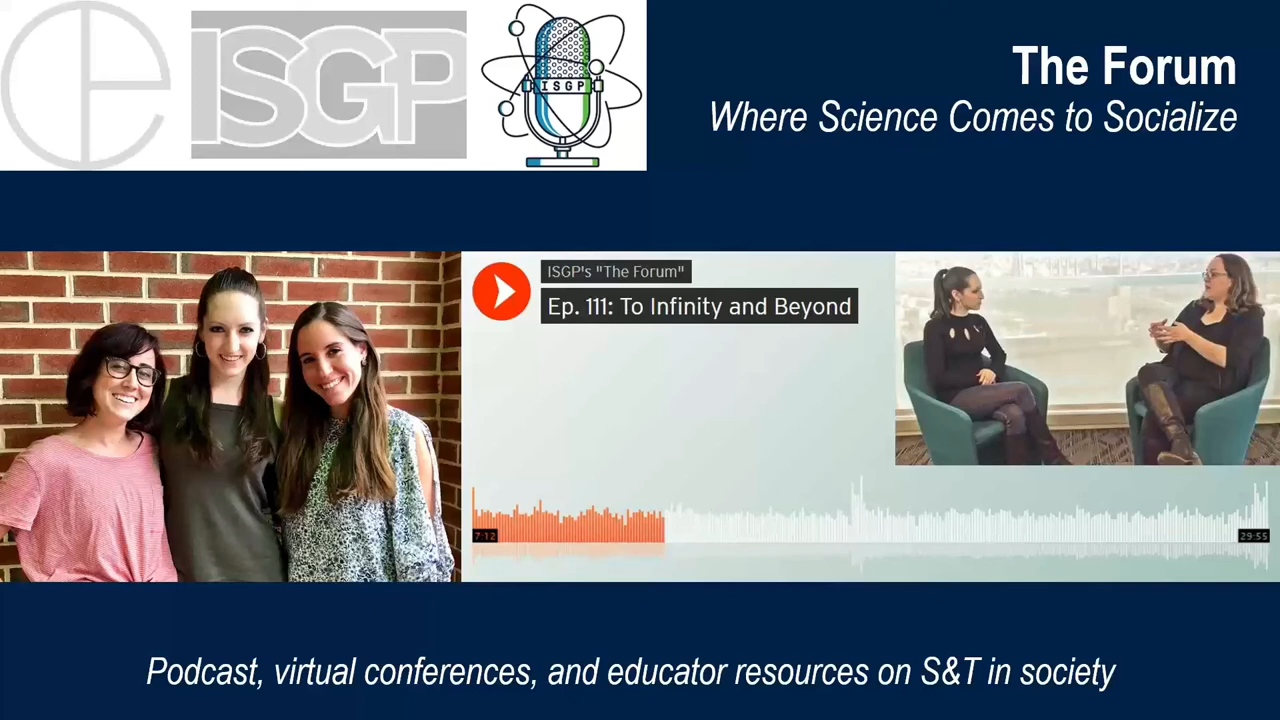 ISGP
ISGP
The Forum
Where Science Comes to Socialize
ISGP's "The Forum"
Ep. 111: To Infinity and Beyond
7:12
29:55
Podcast, virtual conferences, and educator resources on S&T in society